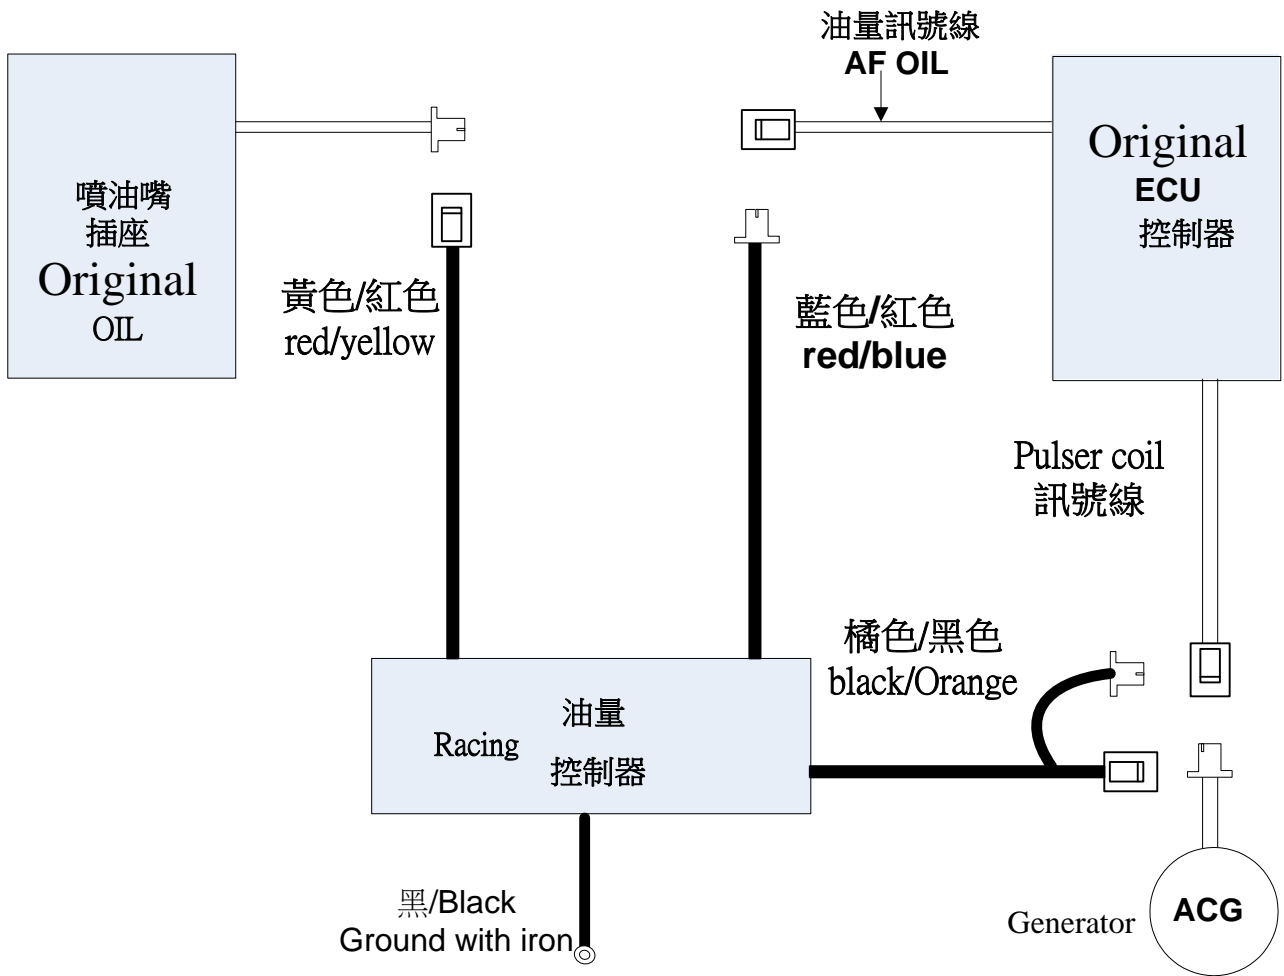 油量訊號線
AF OIL
噴油嘴
插座
Original
OIL
黃色/紅色
red/yellow
藍色/紅色
red/blue
Original
ECU
控制器
Pulser coil
訊號線
橘色/黑色
black/Orange
油量
Racing
控制器
黑/Black
Ground with iron
Generator
ACG